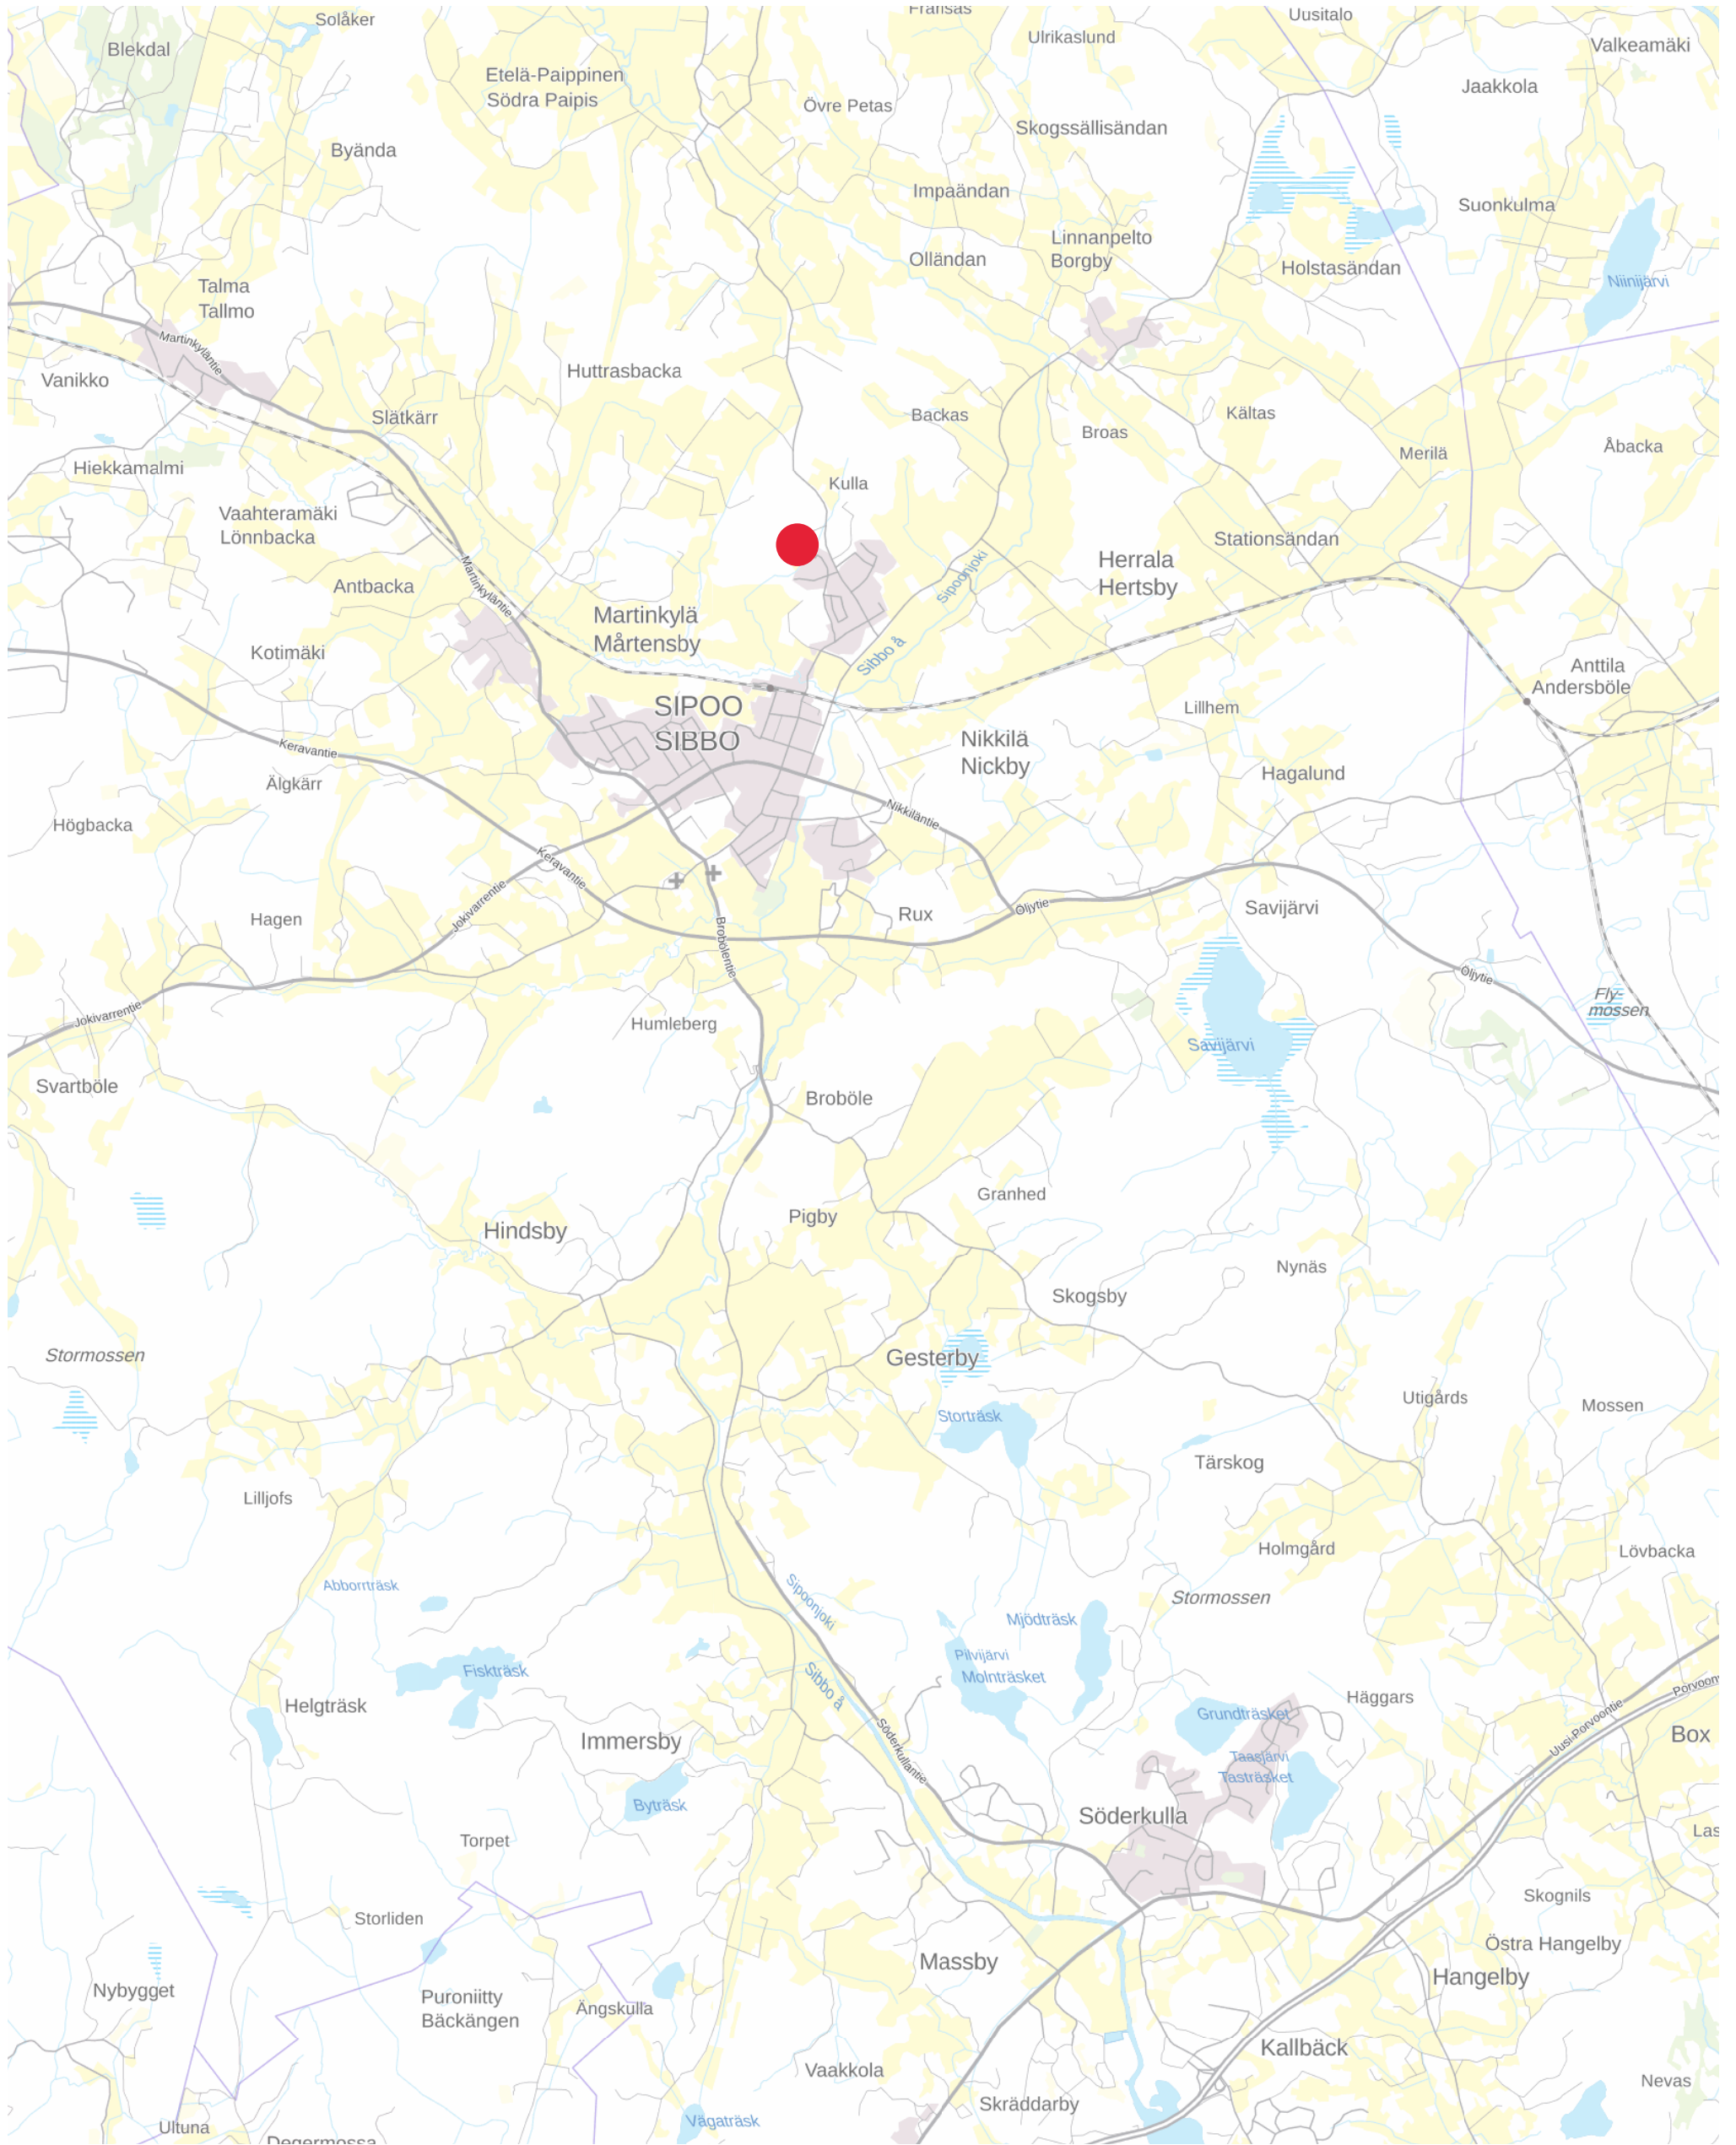 Solåker
Uusitalo
Ulrikaslund
Blekdal
Valkeamäki
Etelä-Paippinen
Södra Paipis
Jaakkola
Övre Petas
Skogssällisändan
Byända
Impaändan
Suonkulma
Linnanpelto
Borgby
Olländan
Holstasändan
Niinijärvi
Talma
Tallmo
Martinkyläntie
Vanikko
Huttrasbacka
Slätkärr
Backas
Kältas
Broas
Merilä
Åbacka
Hiekkamalmi
Kulla
Vaahteramäki
Lönnbacka
Stationsändan
Herrala
Hertsby
Sipoonjoki
Antbacka
Martinkyläntie
Martinkylä
Mårtensby
Sibbo å
Kotimäki
Anttila
Andersböle
SIPOO
SIBBO
Lillhem
Nikkilä
Nickby
Keravantie
Älgkärr
Hagalund
Högbacka
Nikkiläntie
Keravantie
Jokivarrentie
Hagen
Rux
Öljytie
Savijärvi
Brobölentie
Öljytie
Fly-
mossen
Jokivarrentie
Humleberg
Savijärvi
Svartböle
Broböle
Granhed
Pigby
Hindsby
Nynäs
Skogsby
Stormossen
Gesterby
Utigårds
Mossen
Storträsk
Tärskog
Lilljofs
Holmgård
Lövbacka
Abborrträsk
Sipoonjoki
Stormossen
Mjödträsk
Pilvijärvi
Molnträsket
Fiskträsk
Sibbo å
Helgträsk
Häggars
Porvoon
Grundträsket
Uusi Porvoontie
Box
Immersby
Söderkullantie
Taasjärvi
Tasträsket
Byträsk
Söderkulla
Las
Torpet
Skognils
Storliden
Östra Hangelby
Massby
Hangelby
Nybygget
Puroniitty
Bäckängen
Ängskulla
Kallbäck
Vaakkola
Nevas
Skräddarby
Vägaträsk
Ultuna
Degermossa